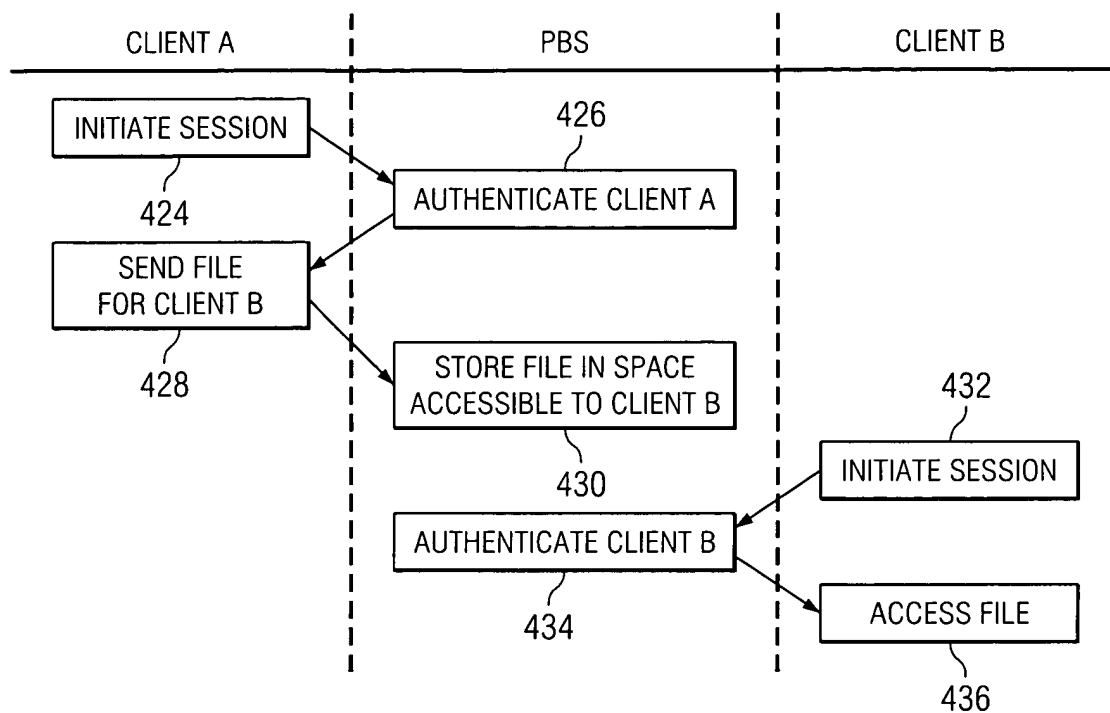 CLIENT A
PBS
CLIENT B
INITIATE SESSION
424
426
AUTHENTICATE CLIENT A
SEND FILE
FOR CLIENT B
428
STORE FILE IN SPACE
ACCESSIBLE TO CLIENT B
430
432
INITIATE SESSION
AUTHENTICATE CLIENT B
434
ACCESS FILE
436